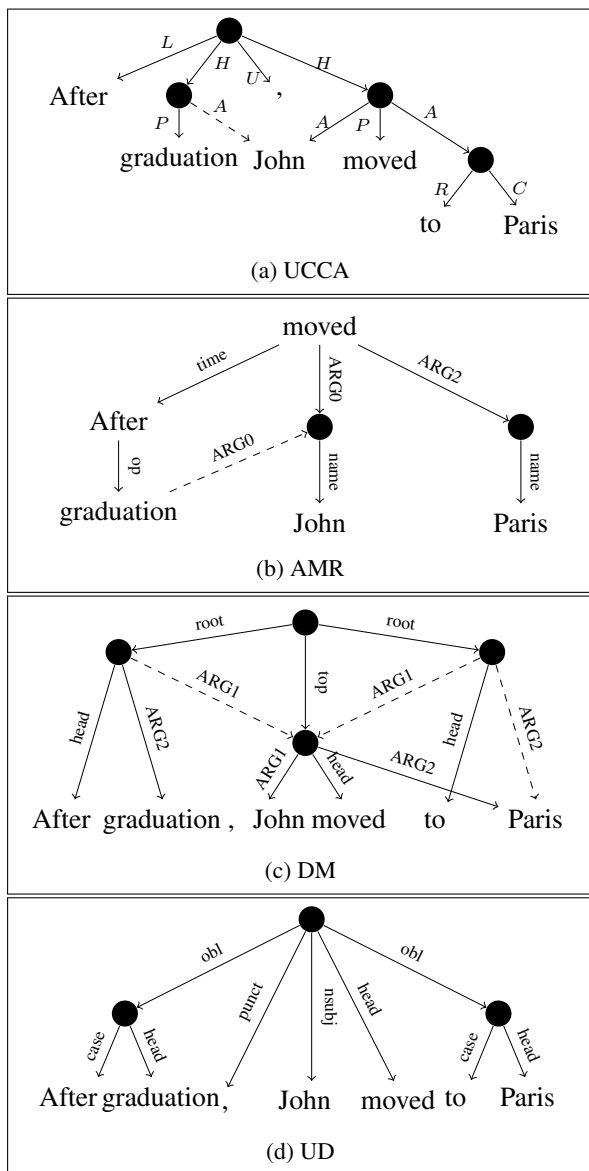 L H U H
After ,
P A A P A
graduation John moved
R C
to Paris
(a) UCCA
moved
time ARG0 ARG2
After
op ARG0 name name
graduation
John Paris
(b) AMR
root root
top
ARG1 ARG1
head ARG2 head ARG2
ARG1 head ARG2
After graduation , John moved to Paris
(c) DM
obl obl
punct nsubj head
case head case head
After graduation, John moved to Paris
(d) UD